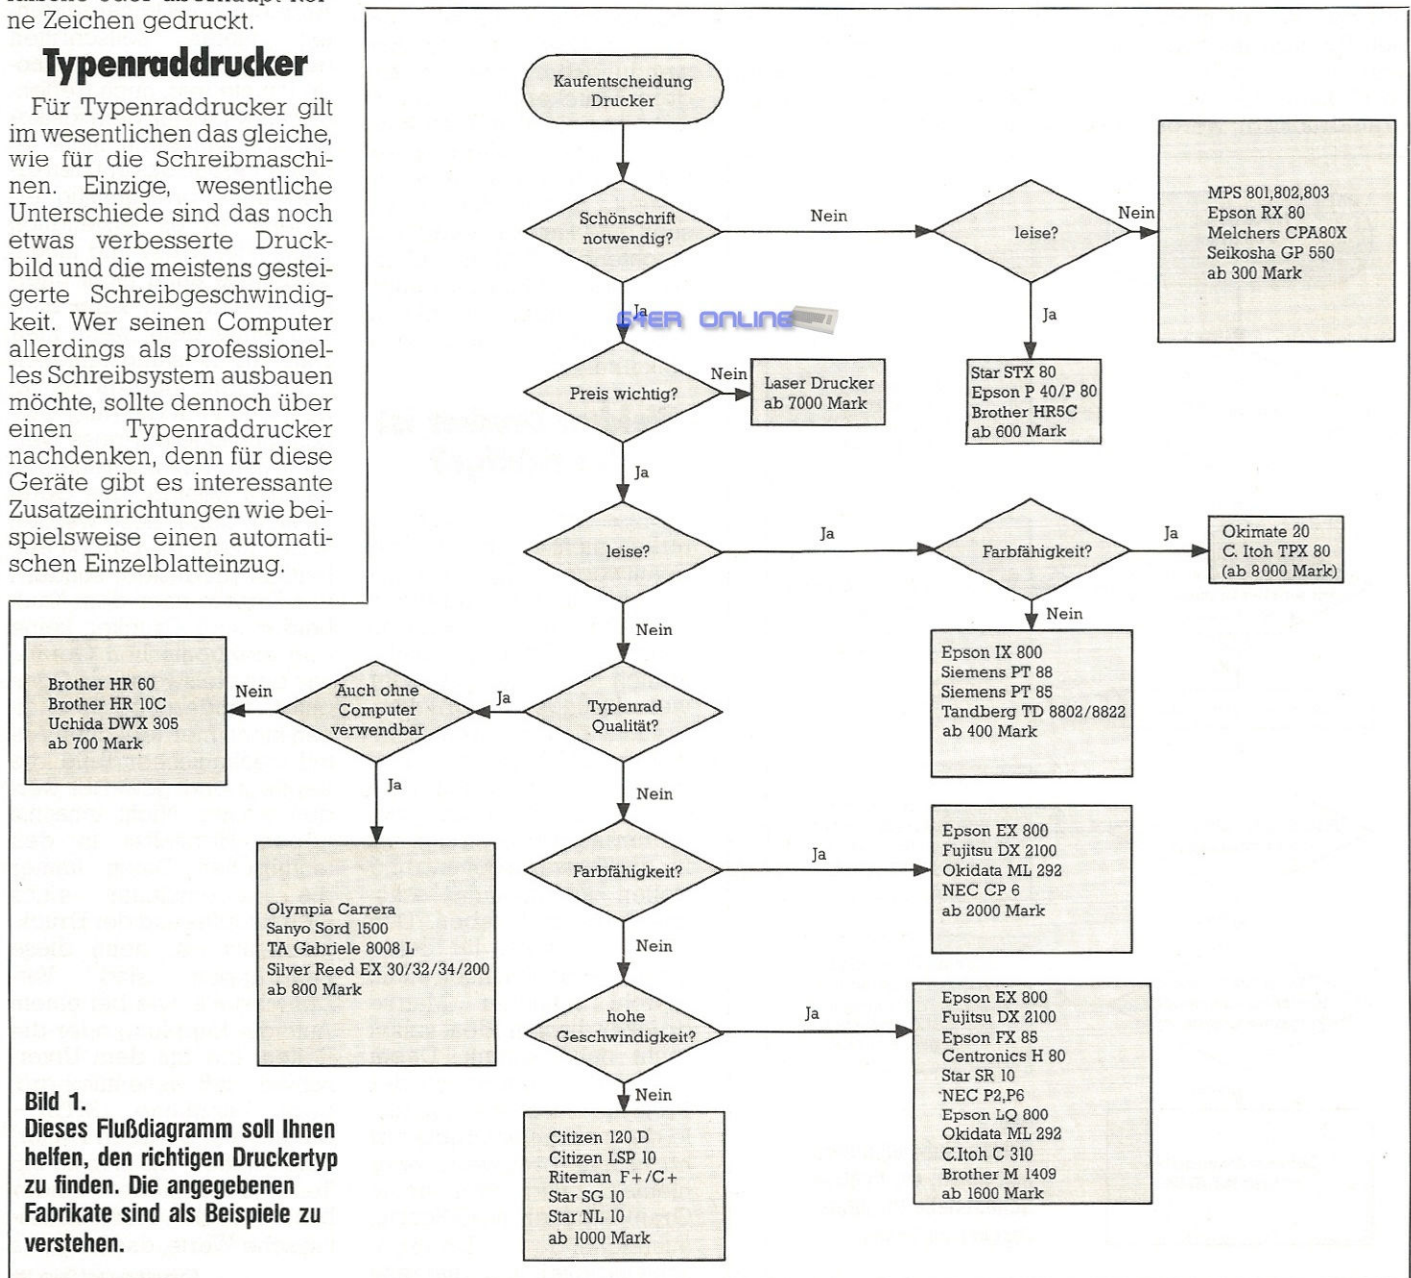 ne Zeichen gedruckt.
Typenraddrucker
Für Typenraddrucker gilt
im wesentlichen das gleiche,
wie für die Schreibmaschi-
nen. Einzige, wesentliche
Unterschiede sind das noch
etwas verbesserte Druck-
bild und die meistens gestei-
gerte Schreibgeschwindig-
keit. Wer seinen Computer
allerdings als professionel-
les Schreibsystem ausbauen
möchte, sollte dennoch über
einen Typenraddrucker
nachdenken, denn für diese
Geräte gibt es interessante
Zusatzeinrichtungen wie bei-
spielsweise einen automati-
schen Einzelblatteinzug.
Kaufentscheidung
Drucker
Schönschrift
notwendig?
Nein
leise?
Nein
MPS 801,802,803
Epson RX 80
Melchers CPA80X
Seikosha GP 550
ab 300 Mark
Ja
Star STX 80
Epson P 40/P 80
Brother HR5C
ab 600 Mark
Ja
64ER ONLINE
Preis wichtig?
Nein
Laser Drucker
ab 7000 Mark
Ja
leise?
Ja
Farbfähigkeit?
Ja
Okimate 20
C. Itoh TPX 80
(ab 8000 Mark)
Nein
Epson IX 800
Siemens PT 88
Siemens PT 85
Tandberg TD 8802/8822
ab 400 Mark
Nein
Typenrad
Qualität?
Ja
Auch ohne
Computer
verwendbar
Nein
Brother HR 60
Brother HR 10C
Uchida DWX 305
ab 700 Mark
Ja
Olympia Carrera
Sanyo Sord 1500
TA Gabriele 8008 L
Silver Reed EX 30/32/34/200
ab 800 Mark
Nein
Farbfähigkeit?
Ja
Epson EX 800
Fujitsu DX 2100
Okidata ML 292
NEC CP 6
ab 2000 Mark
Nein
hohe
Geschwindigkeit?
Ja
Epson EX 800
Fujitsu DX 2100
Epson FX 85
Centronics H 80
Star SR 10
NEC P2,P6
Epson LQ 800
Okidata ML 292
C.Itoh C 310
Brother M 1409
ab 1600 Mark
Nein
Citizen 120 D
Citizen LSP 10
Riteman F+/C+
Star SG 10
Star NL 10
ab 1000 Mark
Bild 1.
Dieses Flußdiagramm soll Ihnen
helfen, den richtigen Druckertyp
zu finden. Die angegebenen
Fabrikate sind als Beispiele zu
verstehen.